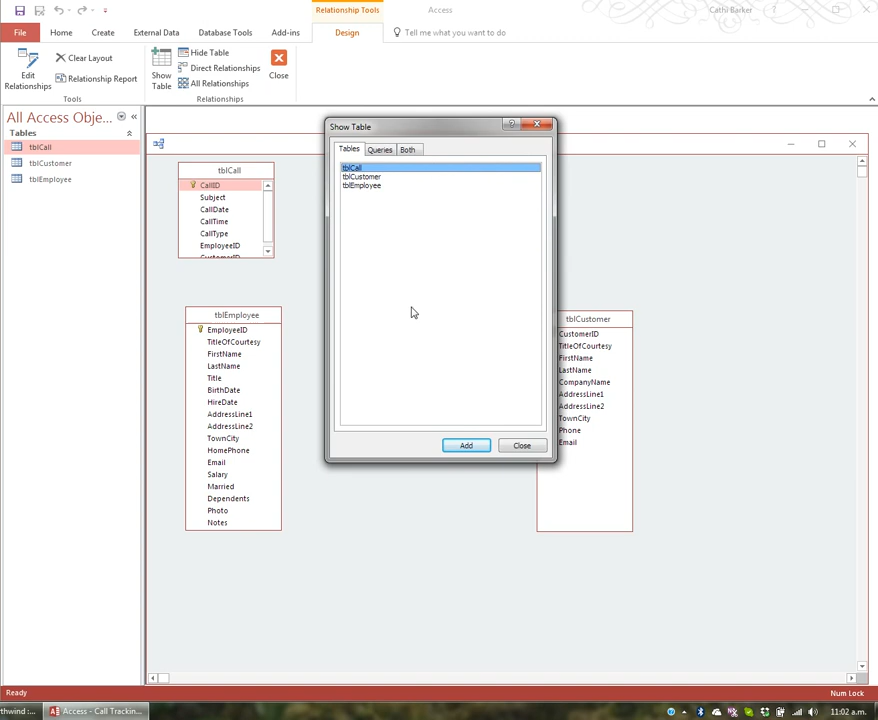 Relationship Tools
Access
Cathi Barker
?
File
Home
Create
External Data
Database Tools
Add-ins
Design
Tell me what you want to do
Edit
Relationships
Clear Layout
Relationship Report
Tools
Show
Table
Hide Table
Direct Relationships
All Relationships
Relationships
Close
All Access Obje...
Tables
tblCall
tblCustomer
tblEmployee
tblCall
CallID
Subject
CallDate
CallTime
CallType
EmployeeID
CustomerID
Show Table
?
Tables
Queries
Both
tblCall
tblCustomer
tblEmployee
Add
Close
tblEmployee
EmployeeID
TitleOfCourtesy
FirstName
LastName
Title
BirthDate
HireDate
AddressLine1
AddressLine2
TownCity
HomePhone
Email
Salary
Married
Dependents
Photo
Notes
tblCustomer
CustomerID
TitleOfCourtesy
FirstName
LastName
CompanyName
AddressLine1
AddressLine2
TownCity
Phone
Email
Ready
Num Lock
thwind :...
Access - Call Trackin...
11:02 a.m.